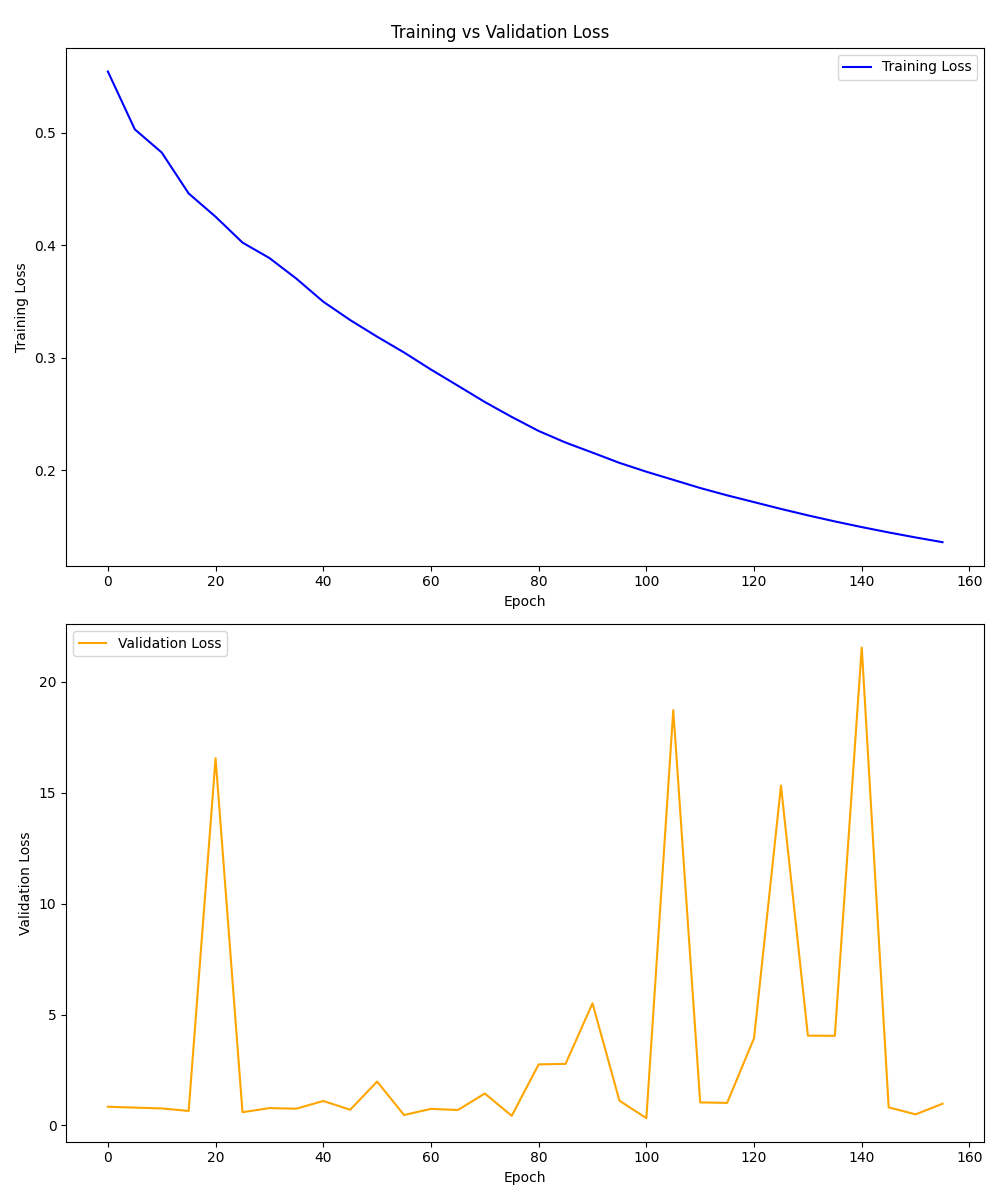 Training vs Validation Loss
Training Loss
0.5
0.4
0.3
0.2
Training Loss
0 20 40 60 80 100 120 140 160
Epoch
Validation Loss
20
15
10
5
0
Validation Loss
0 20 40 60 80 100 120 140 160
Epoch